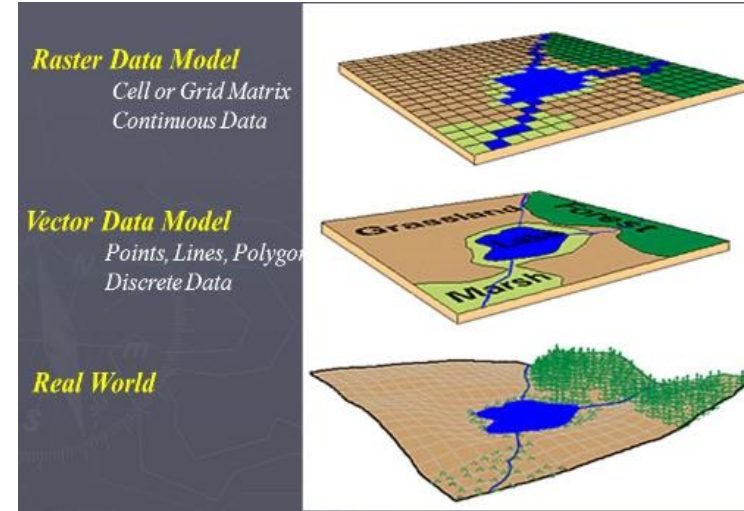 Raster Data Model
Cell or Grid Matrix
Continuous Data
Vector Data Model
Points, Lines, Polygon
Discrete Data
Grassland
Forest
Lake
Marsh
Real World